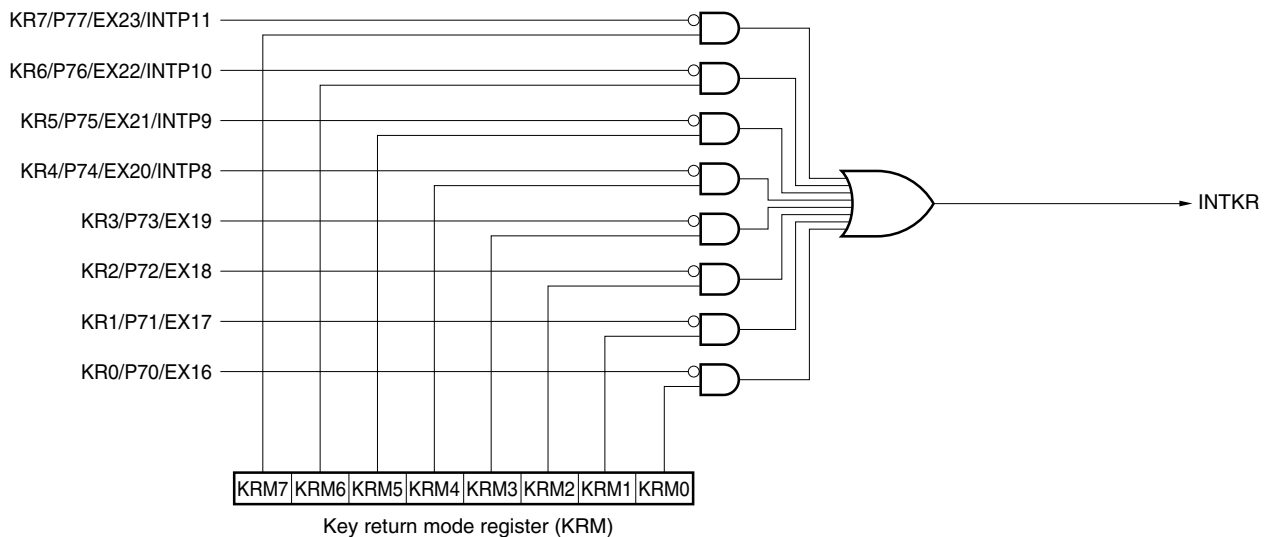 KR7/P77/EX23/INTP11
KR6/P76/EX22/INTP10
KR5/P75/EX21/INTP9
KR4/P74/EX20/INTP8
INTKR
KR3/P73/EX19
KR2/P72/EX18
KR1/P71/EX17
KR0/P70/EX16
KRM7 KRM6 KRM5 KRM4 KRM3 KRM2 KRM1 KRM0
Key return mode register (KRM)